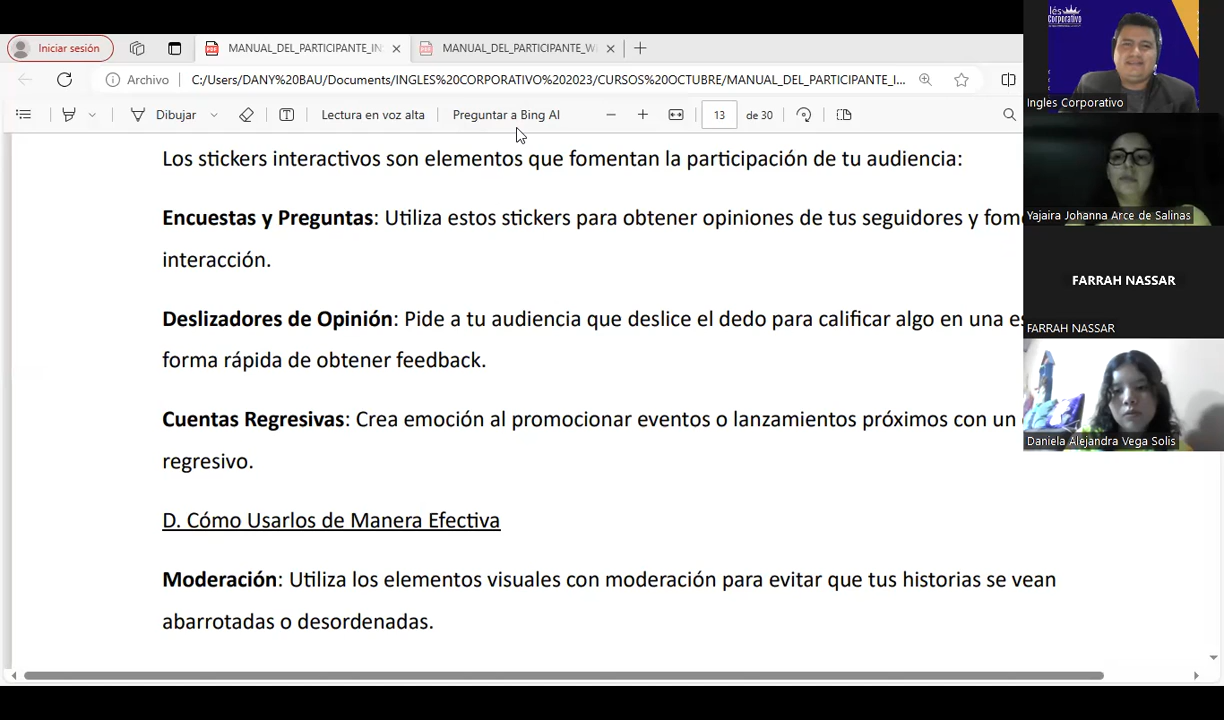 Iniciar sesión
MANUAL_DEL_PARTICIPANTE_IN
MANUAL_DEL_PARTICIPANTE_W
Archivo
C:/Users/DANY%20BAU/Documents/INGLES%20CORPORATIVO%202023/CURSOS%20OCTUBRE/MANUAL_DEL_PARTICIPANTE_I...
Dibujar
Lectura en voz alta
Preguntar a Bing AI
13
de 30
Los stickers interactivos son elementos que fomentan la participación de tu audiencia:
Encuestas y Preguntas: Utiliza estos stickers para obtener opiniones de tus seguidores y fom
interacción.
Deslizadores de Opinión: Pide a tu audiencia que deslice el dedo para calificar algo en una es
forma rápida de obtener feedback.
Cuentas Regresivas: Crea emoción al promocionar eventos o lanzamientos próximos con un
regresivo.
D. Cómo Usarlos de Manera Efectiva
Moderación: Utiliza los elementos visuales con moderación para evitar que tus historias se vean
abarrotadas o desordenadas.
lés
Corporativo
Ingles Corporativo
Yajaira Johanna Arce de Salinas
FARRAH NASSAR
FARRAH NASSAR
Daniela Alejandra Vega Solis